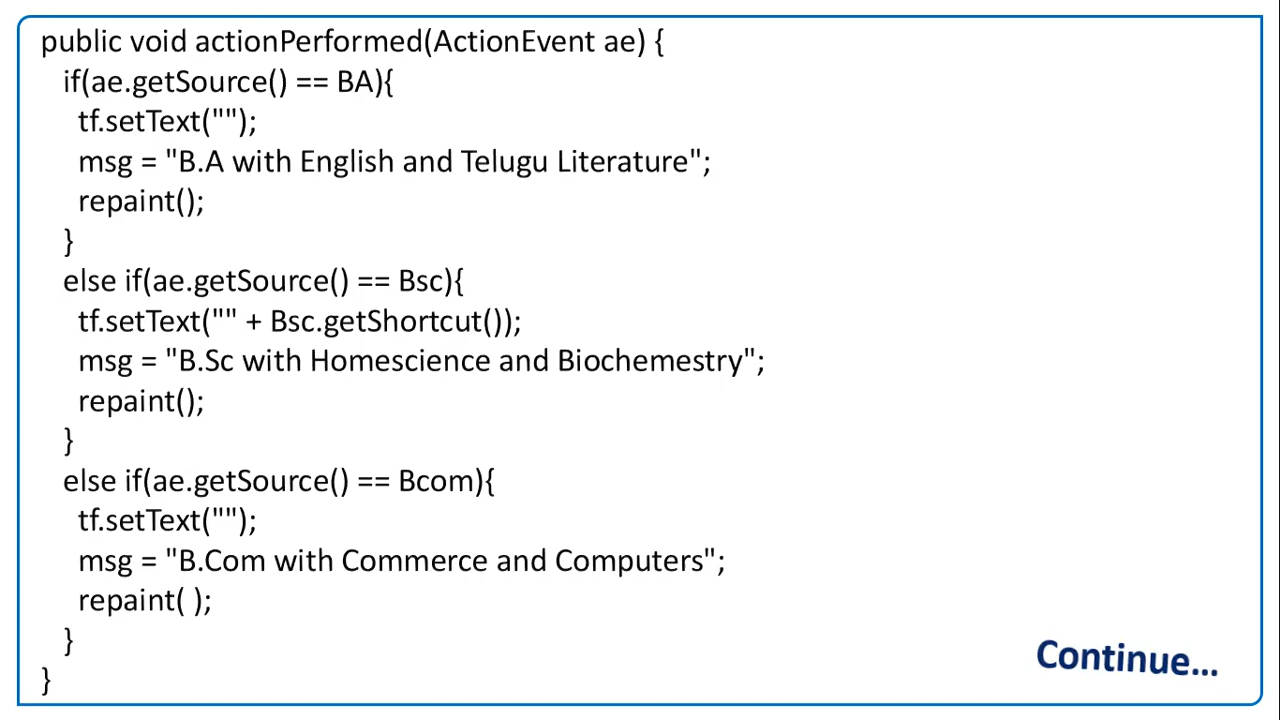 public void actionPerformed(ActionEvent ae) {
if(ae.getSource() == BA){
tf.setText("");
msg = "B.A with English and Telugu Literature";
repaint();
}
else if(ae.getSource() == Bsc){
tf.setText("" + Bsc.getShortcut());
msg = "B.Sc with Homescience and Biochemestry";
repaint();
}
else if(ae.getSource() == Bcom){
tf.setText("");
msg = "B.Com with Commerce and Computers";
repaint( );
}
}
Continue...